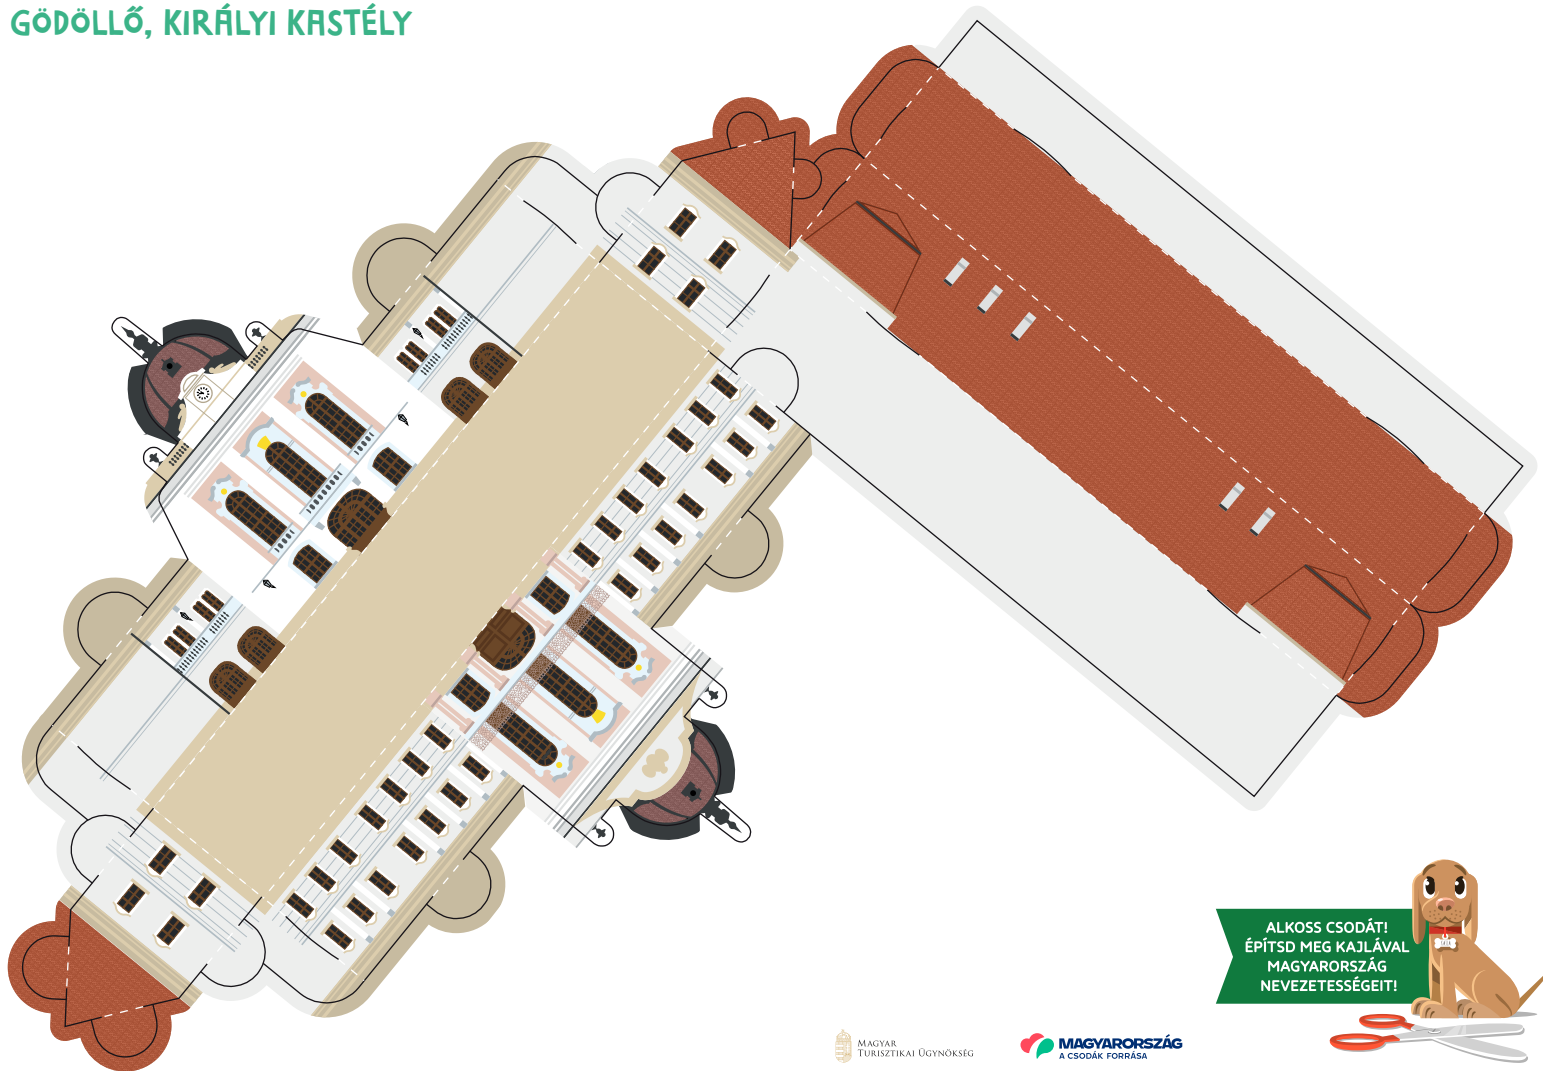 GÖDÖLLŐ, KIRÁLYI KASTÉLY
ALKOSS CSODÁT!
ÉPÍTSD MEG KAJLÁVAL
MAGYARORSZÁG
NEVEZETESSÉGEIT!
MAGYAR
TURISZTIKAI ÜGYNÖKSÉG
MAGYARORSZÁG
A CSODÁK FORRÁSA